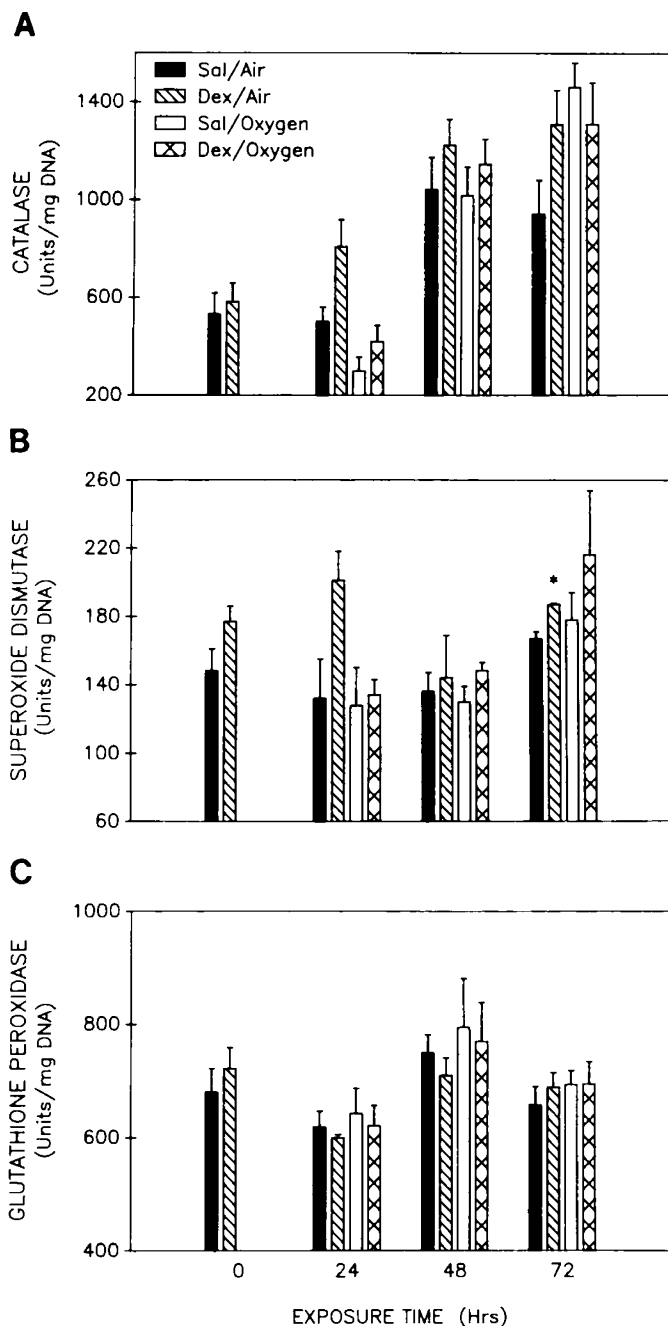 A
Sal/Air
Dex/Air
Sal/Oxygen
Dex/Oxygen
CATALASE
(Units/mg DNA)
1400
1000
600
200
B
SUPEROXIDE DISMUTASE
(Units/mg DNA)
260
220
180
140
100
60
*
C
GLUTATHIONE PEROXIDASE
(Units/mg DNA)
1000
800
600
400
0 24 48 72
EXPOSURE TIME (Hrs)